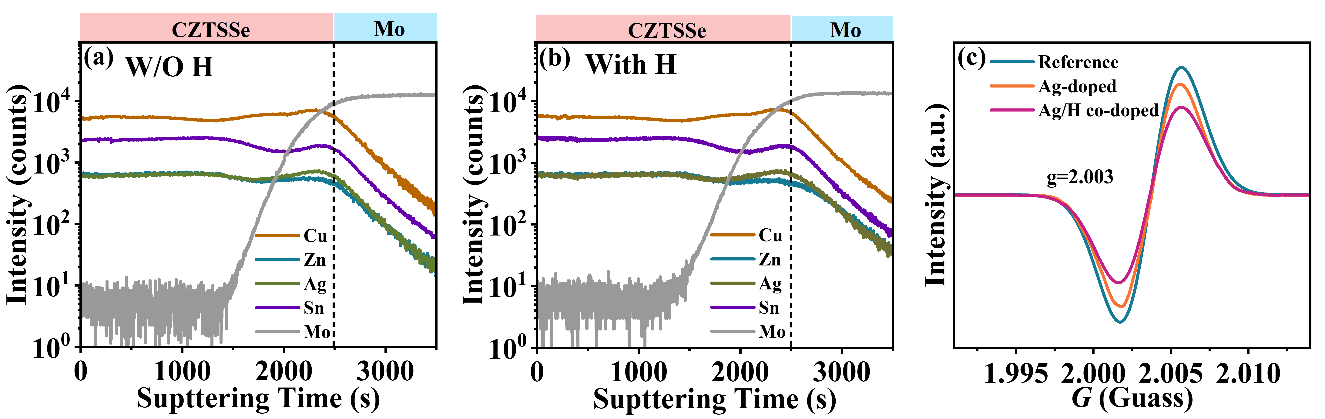 CZTSSe Mo
(a) W/O H
Intensity (counts)
10^4
10^3
10^2
10^1
10^0
Cu
Zn
Ag
Sn
Mo
0 1000 2000 3000
Supttering Time (s)
CZTSSe Mo
(b) With H
Intensity (counts)
10^4
10^3
10^2
10^1
10^0
Cu
Zn
Ag
Sn
Mo
0 1000 2000 3000
Supttering Time (s)
(c)
Reference
Ag-doped
Ag/H co-doped
g=2.003
Intensity (a.u.)
1.995 2.000 2.005 2.010
G (Guass)